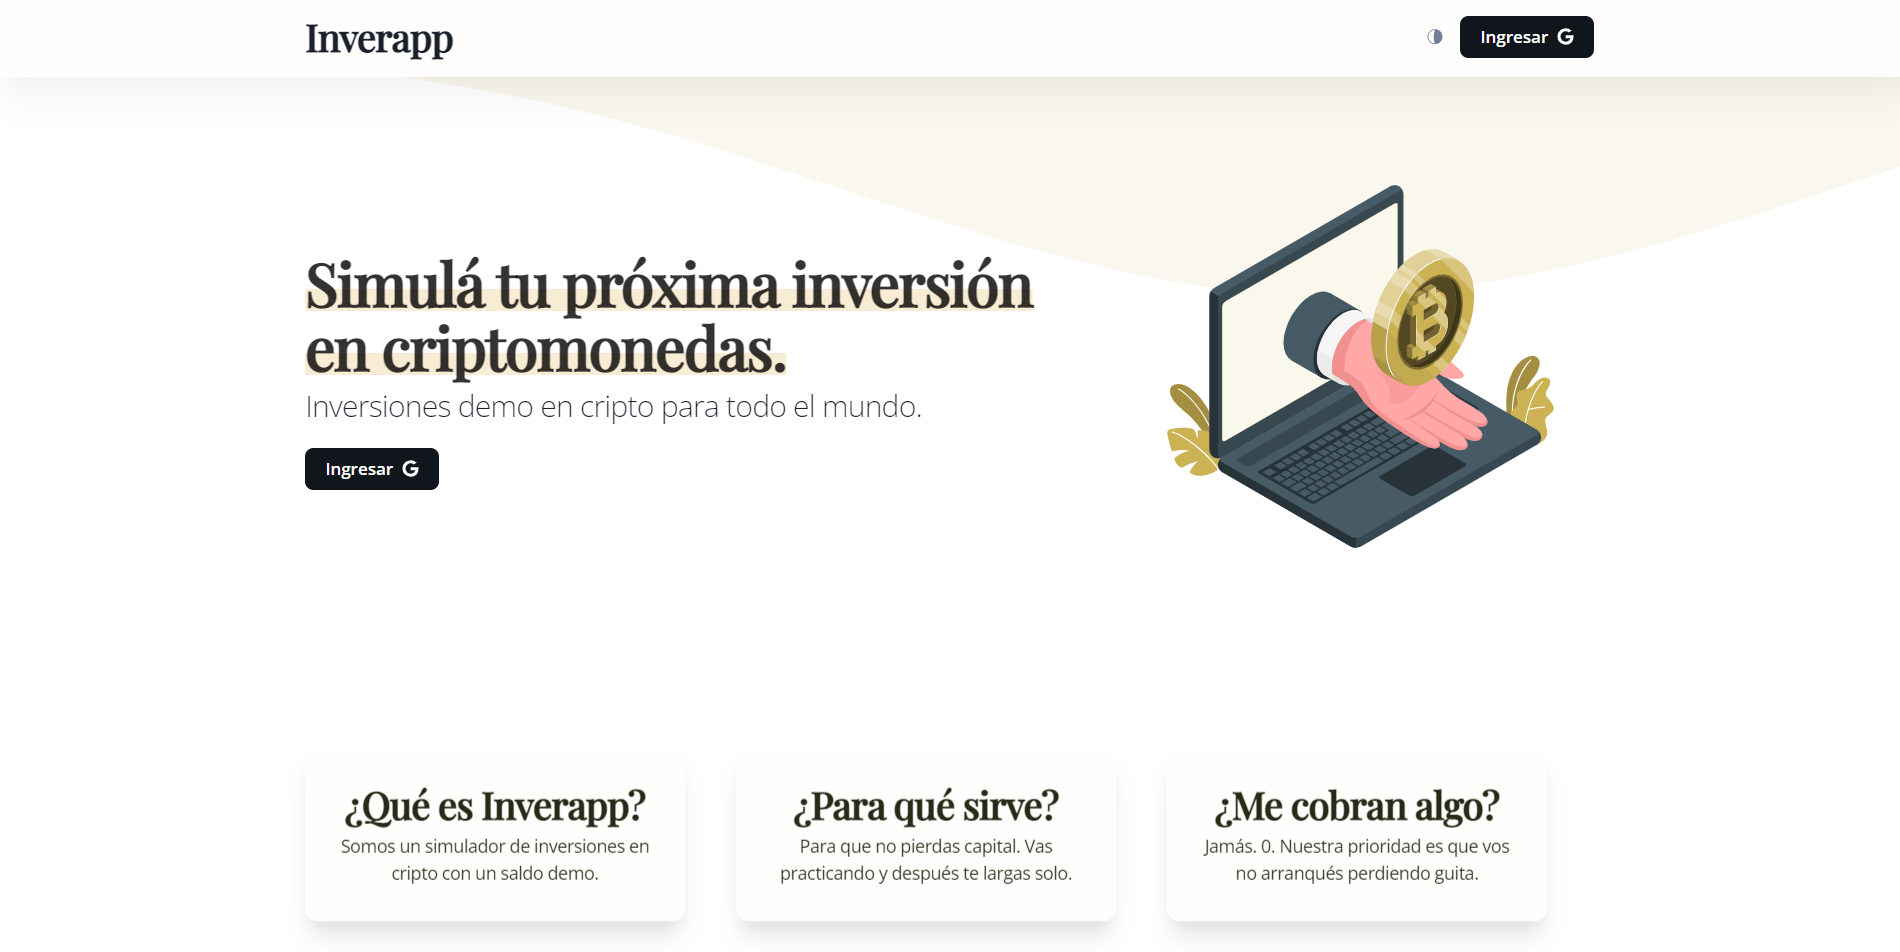 Inverapp
Ingresar
Simulá tu próxima inversión
en criptomonedas.
Inversiones demo en cripto para todo el mundo.
Ingresar
¿Qué es Inverapp?
Somos un simulador de inversiones en
cripto con un saldo demo.
¿Para qué sirve?
Para que no pierdas capital. Vas
practicando y después te largas solo.
¿Me cobran algo?
Jamás. 0. Nuestra prioridad es que vos
no arranqués perdiendo guita.